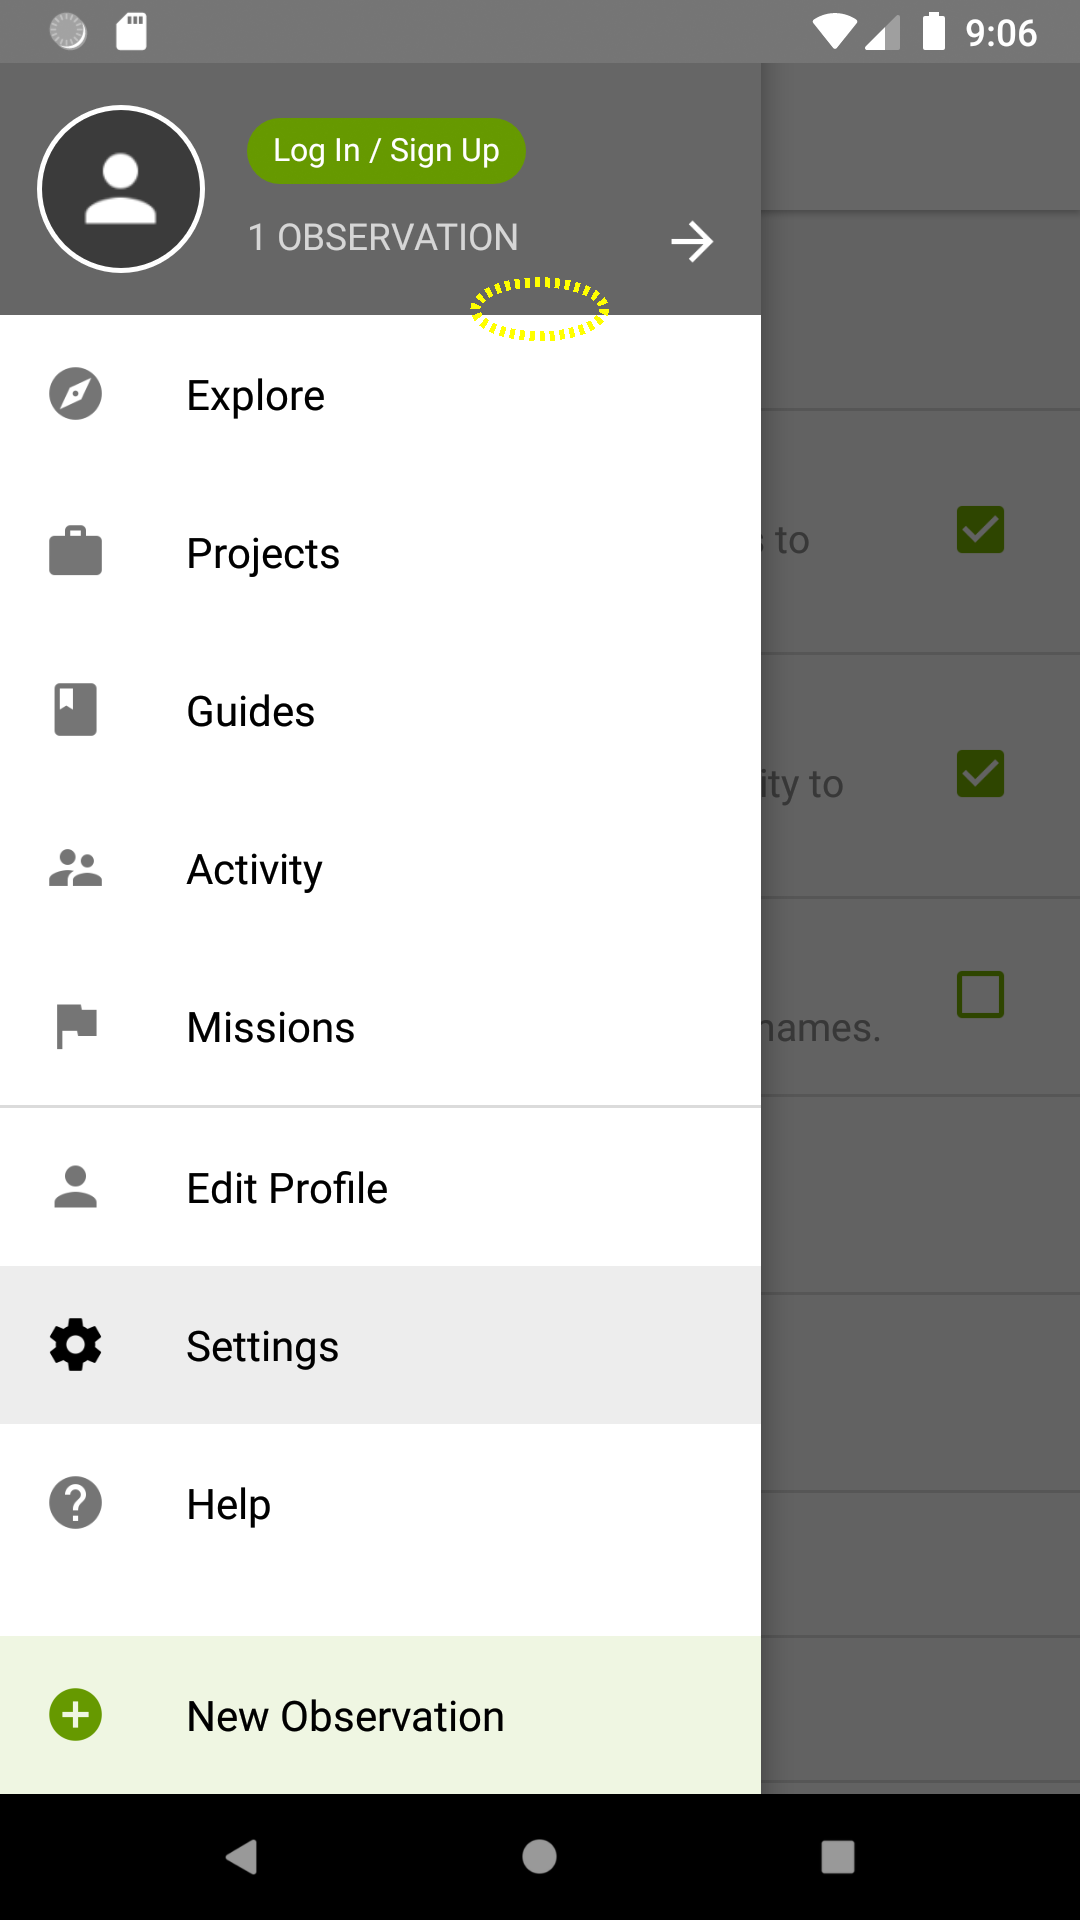 9:06
Log In / Sign Up
1 OBSERVATION
Explore
Projects
to
Guides
ity to
Activity
Missions
names.
Edit Profile
Settings
Help
New Observation